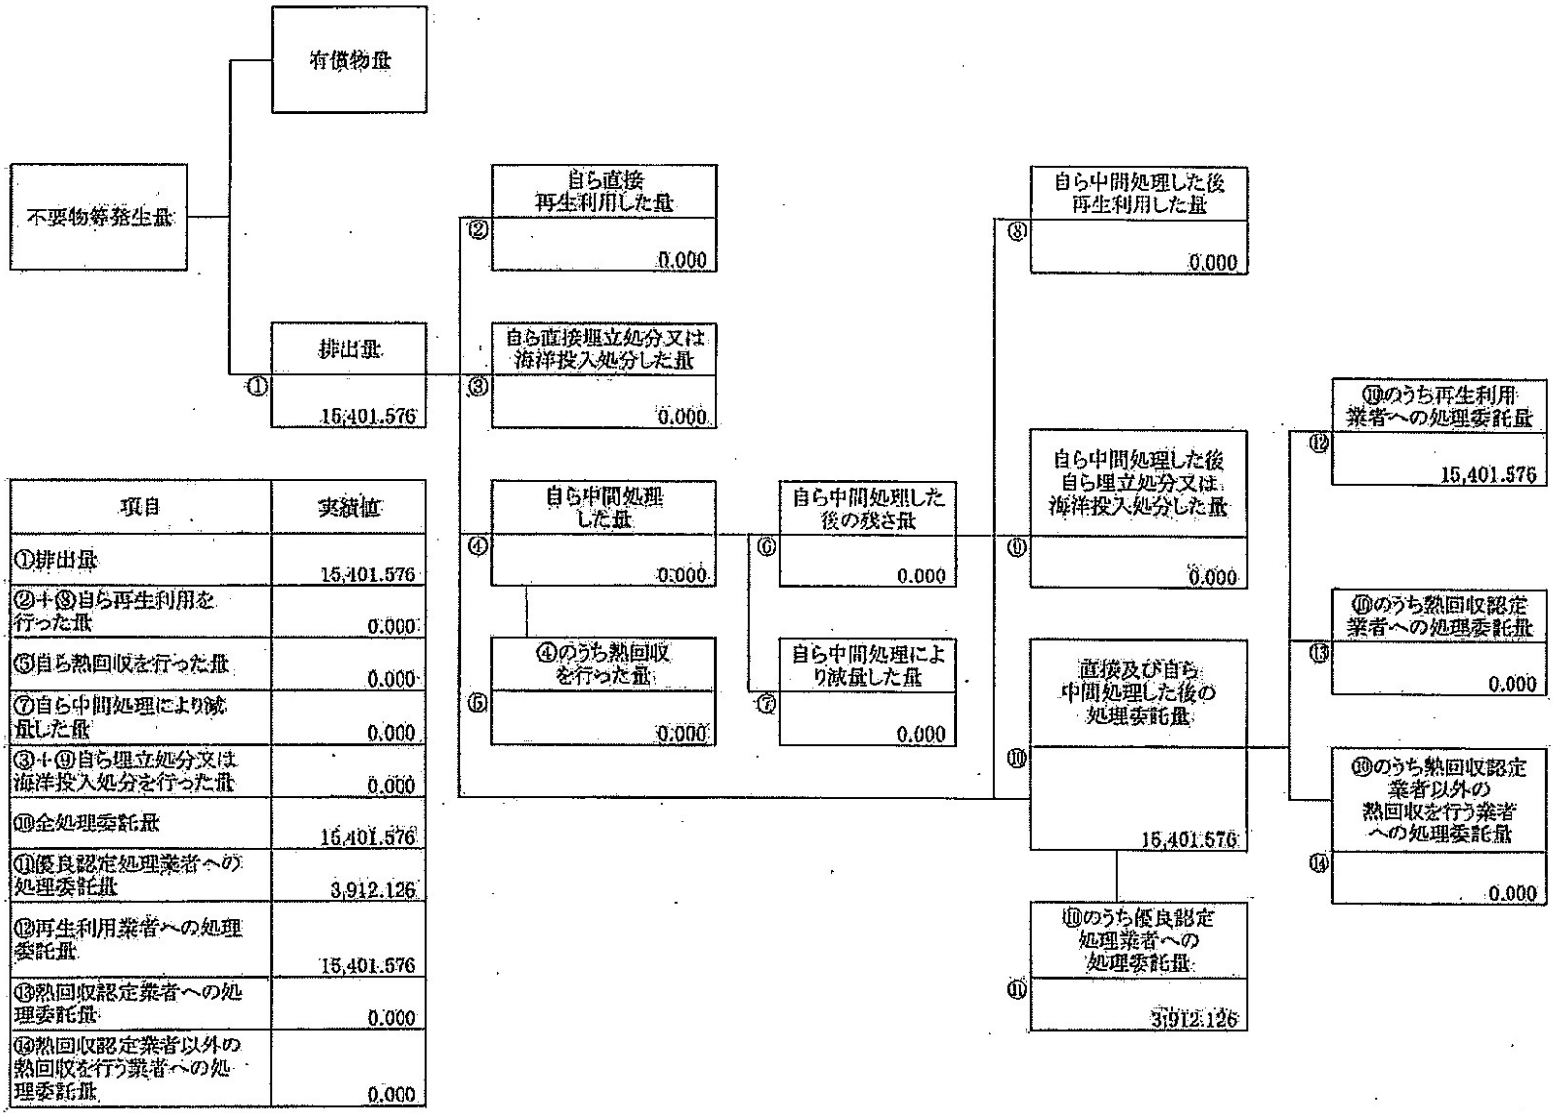 有償物量
不要物等発生量
排出量
①
15,401.576
自ら直接
再生利用した量
②
0.000
自ら直接埋立処分又は
海洋投入処分した量
③
0.000
自ら中間処理
した量
④
0.000
④のうち熱回収
を行った量
⑤
0.000
自ら中間処理した
後の残さ量
⑥
0.000
自ら中間処理によ
り減量した量
⑦
0.000
自ら中間処理した後
再生利用した量
⑧
0.000
自ら中間処理した後
自ら埋立処分又は
海洋投入処分した量
⑨
0.000
直接及び自ら
中間処理した後の
処理委託量
⑩
15,401.576
⑩のうち優良認定
処理業者への
処理委託量
⑪
3,912.126
⑩のうち再生利用
業者への処理委託量
⑫
15,401.576
⑩のうち熱回収認定
業者への処理委託量
⑬
0.000
⑩のうち熱回収認定
業者以外の
熱回収を行う業者
への処理委託量
⑭
0.000
項目
実績値
①排出量
15,401.576
②+⑧自ら再生利用を
行った量
0.000
⑤自ら熱回収を行った量
0.000
⑦自ら中間処理により減
量した量
0.000
③+⑨自ら埋立処分又は
海洋投入処分を行った量
0.000
⑩全処理委託量
15,401.576
⑪優良認定処理業者への
処理委託量
3,912.126
⑫再生利用業者への処理
委託量
15,401.576
⑬熱回収認定業者への処
理委託量
0.000
⑭熱回収認定業者以外の
熱回収を行う業者への処
理委託量
0.000